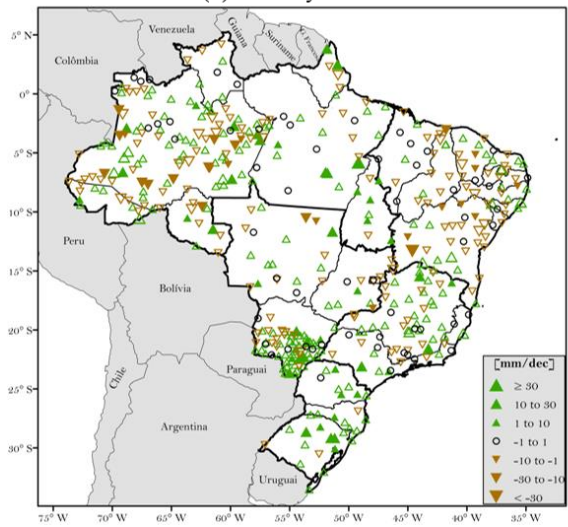 5° N
0°
5° S
10° S
15° S
20° S
25° S
30° S
75° W
70° W
65° W
60° W
55° W
50° W
45° W
40° W
35° W
Venezuela
Colômbia
Guiana
Suriname
Peru
Bolívia
Paraguai
Chile
Argentina
Uruguai
[mm/dec]
≥ 30
10 to 30
1 to 10
-1 to 1
-10 to -1
-30 to -10
< -30